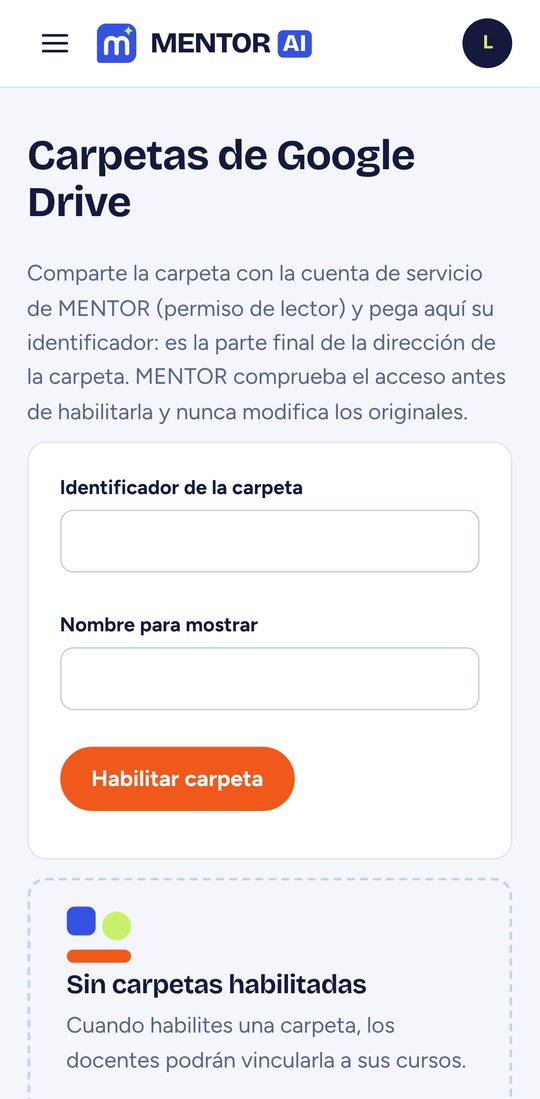 m MENTOR AI
L
Carpetas de Google
Drive
Comparte la carpeta con la cuenta de servicio
de MENTOR (permiso de lector) y pega aquí su
identificador: es la parte final de la dirección de
la carpeta. MENTOR comprueba el acceso antes
de habilitarla y nunca modifica los originales.
Identificador de la carpeta
Nombre para mostrar
Habilitar carpeta
Sin carpetas habilitadas
Cuando habilites una carpeta, los
docentes podrán vincularla a sus cursos.